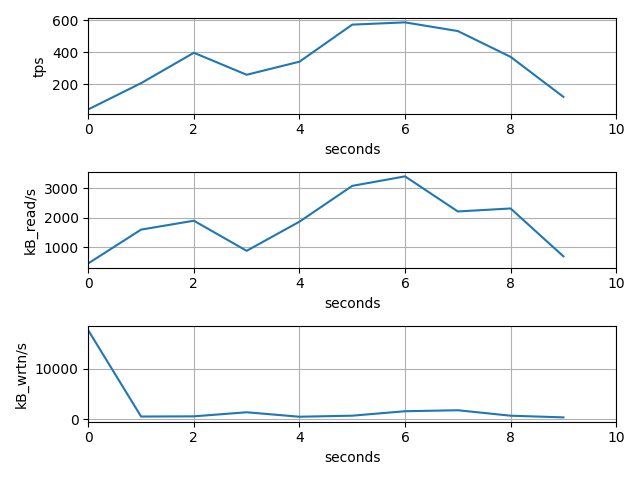 600
400
200
tps
0 2 4 6 8 10
seconds
3000
2000
1000
kB_read/s
0 2 4 6 8 10
seconds
10000
0
kB_wrtn/s
0 2 4 6 8 10
seconds